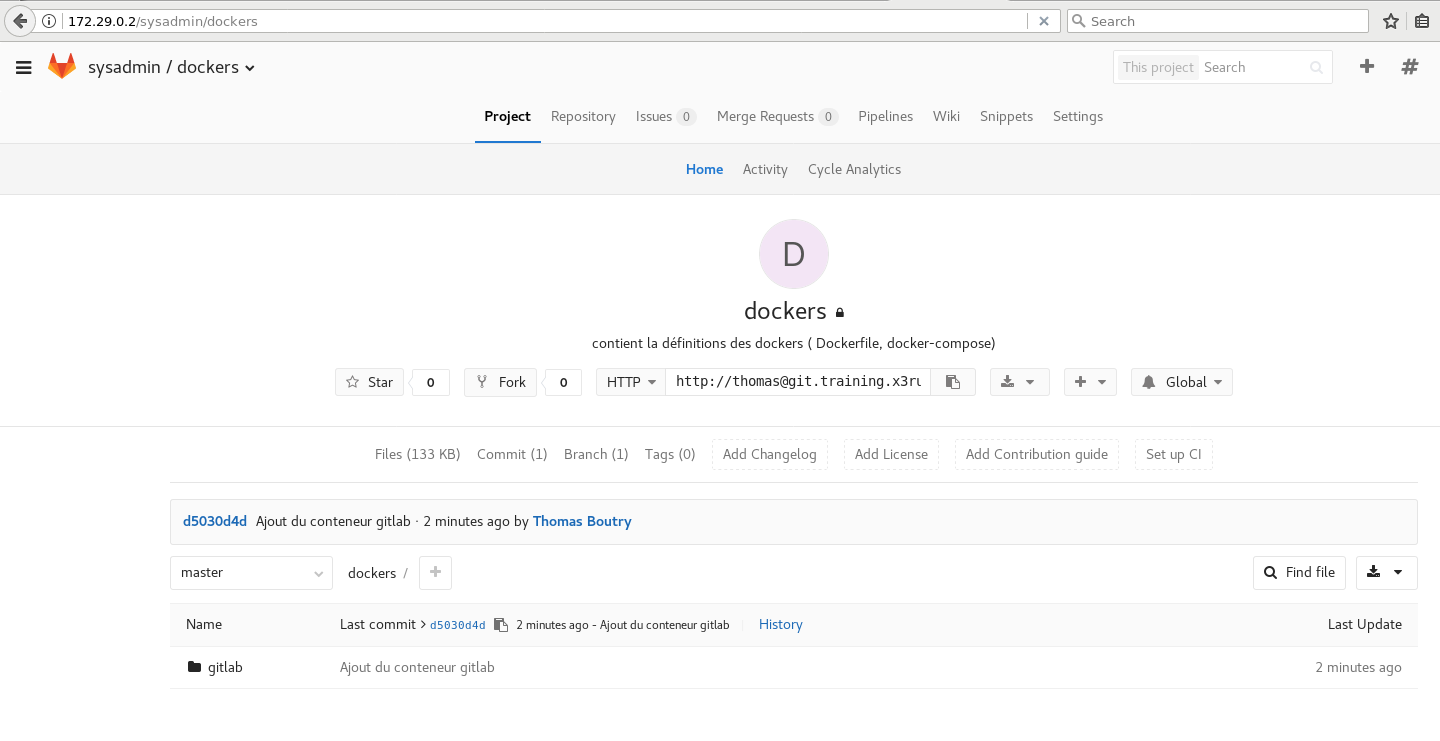 172.29.0.2/sysadmin/dockers
Search
sysadmin / dockers
This project Search
Project Repository Issues 0 Merge Requests 0 Pipelines Wiki Snippets Settings
Home Activity Cycle Analytics
D
dockers
contient la définitions des dockers ( Dockerfile, docker-compose)
Star 0 Fork 0 HTTP http://thomas@git.training.x3ru Global
Files (133 KB) Commit (1) Branch (1) Tags (0) Add Changelog Add License Add Contribution guide Set up CI
d5030d4d Ajout du conteneur gitlab · 2 minutes ago by Thomas Boutry
master dockers / + Find file
Name Last commit > d5030d4d 2 minutes ago - Ajout du conteneur gitlab History Last Update
gitlab Ajout du conteneur gitlab 2 minutes ago